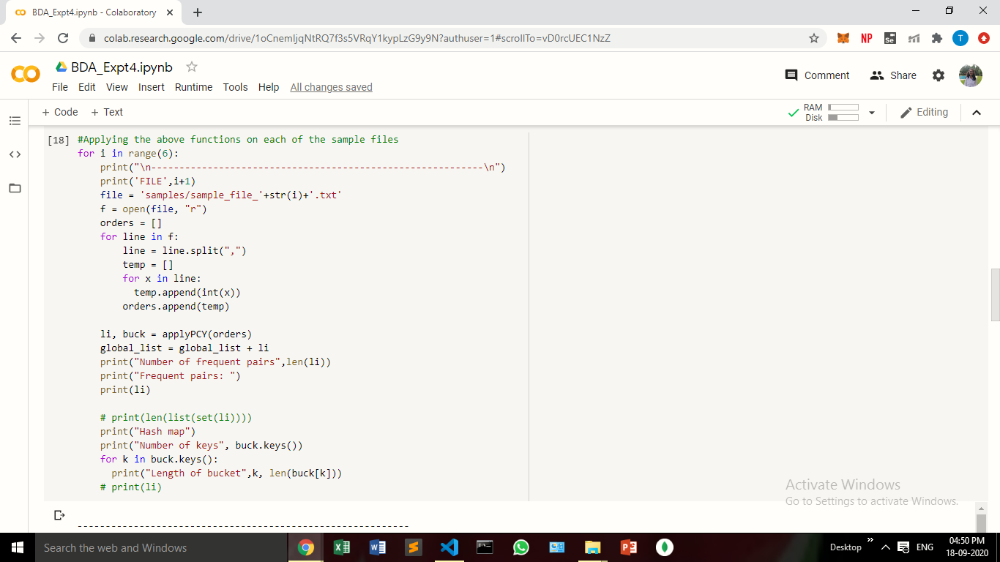 BDA_Expt4.ipynb - Colaboratory
colab.research.google.com/drive/1oCnemIjqNtRQ7f3s5VRqY1kypLzG9y9N?authuser=1#scrollTo=vD0rcUEC1NzZ
NP
Se
T
BDA_Expt4.ipynb
Comment
Share
File Edit View Insert Runtime Tools Help All changes saved
+ Code + Text
RAM
Disk
Editing
[18] #Applying the above functions on each of the sample files
for i in range(6):
    print("\n-----------------------------------------------------------\n")
    print('FILE',i+1)
    file = 'samples/sample_file_'+str(i)+'.txt'
    f = open(file, "r")
    orders = []
    for line in f:
        line = line.split(",")
        temp = []
        for x in line:
          temp.append(int(x))
        orders.append(temp)
    li, buck = applyPCY(orders)
    global_list = global_list + li
    print("Number of frequent pairs",len(li))
    print("Frequent pairs: ")
    print(li)
    # print(len(list(set(li))))
    print("Hash map")
    print("Number of keys", buck.keys())
    for k in buck.keys():
      print("Length of bucket",k, len(buck[k]))
    # print(li)
-----------------------------------------------------------
Activate Windows
Go to Settings to activate Windows.
Search the web and Windows
Desktop
ENG
04:50 PM
18-09-2020